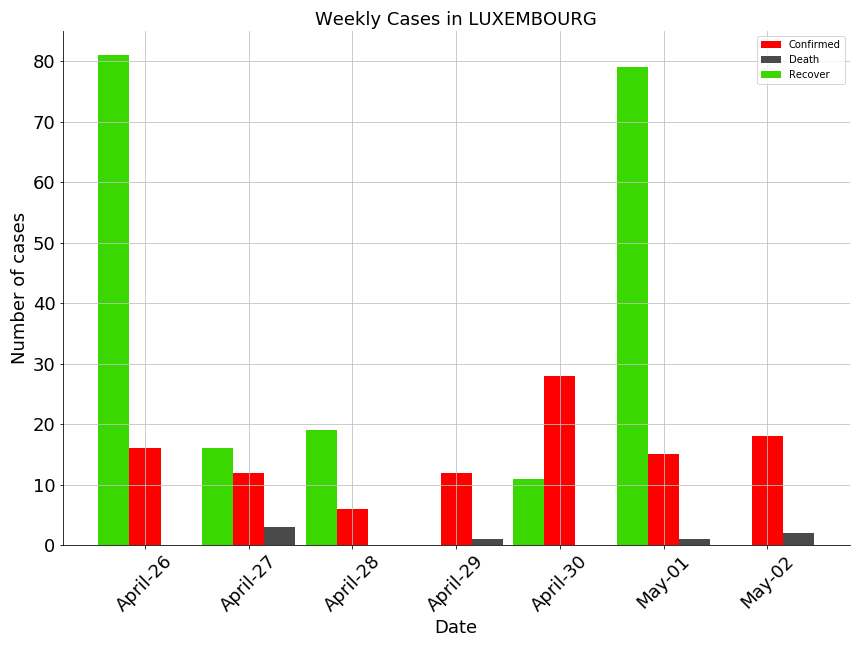 Weekly Cases in LUXEMBOURG
Confirmed
Death
Recover
Number of cases
80
70
60
50
40
30
20
10
0
April-26
April-27
April-28
April-29
April-30
May-01
May-02
Date